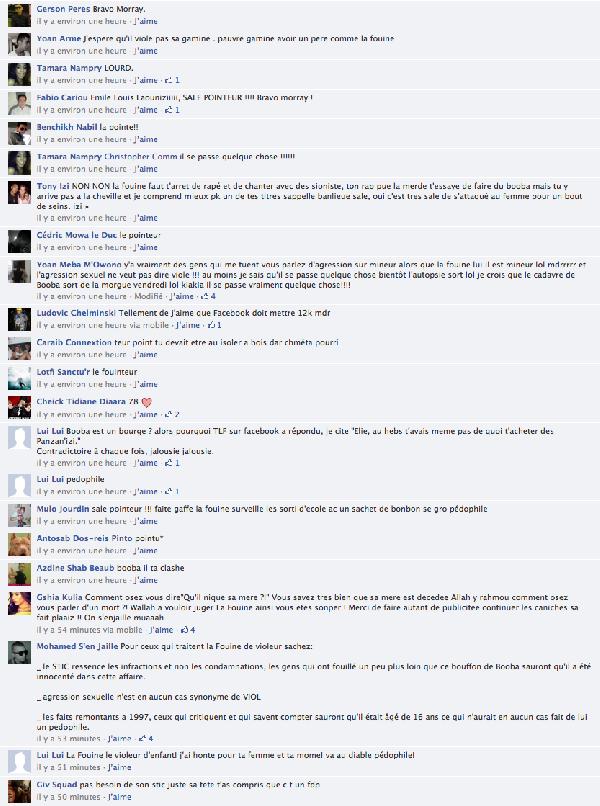 Gerson Peres Bravo Morray.
il y a environ une heure · J'aime
Yoan Arme J'espere qu'il viole pas sa gamine . pauvre gamine avoir un pere comme la fouine
il y a environ une heure · J'aime
Tamara Nampry LOURD.
il y a environ une heure · J'aime · 1
Fabio Cariou Emile Louis Laouniziiii, SALE POINTEUR !!!! Bravo morray !
il y a environ une heure · J'aime · 1
Benchikh Nabil la pointe!!
il y a environ une heure · J'aime
Tamara Nampry Christopher Comm il se passe quelque chose !!!!!!!
il y a environ une heure · J'aime
Tony Izi NON NON la fouine faut t'arret de rapé et de chanter avec des sioniste, ton rap pue la merde t'essaye de faire du booba mais tu y
arrive pas a la cheville et je comprend mieux pk un de tes titres sappelle banlieue sale, oui c'est tres sale de s'attaqué au femme pour un bout
de seins. izi »
il y a environ une heure · J'aime
Cédric Mowa le Duc le pointeur
il y a environ une heure · J'aime
Yoan Meba M'Owono y'a vraiment des gens qui me tuent vous parlez d'agression sur mineur alors que la fouine lui il est mineur lol mdrrrrr et
l'agression sexuel ne veut pas dire viole !!! au moins je sais qu'il se passe quelque chose bientôt l'autopsie sort lol je crois que le cadavre de
Booba sort de la morgue vendredi lol kiakia il se passe vraiment quelque chose!!!!
il y a environ une heure · Modifié · J'aime · 4
Ludovic Chelminski Tellement de J'aime que Facebook doit mettre 12k mdr
il y a environ une heure via mobile · J'aime · 1
Caraib Connextion teur point tu devait etre au isoler a bois dar chméta pourri
il y a environ une heure · J'aime
Lotfi Sanctu'r le fouinteur
il y a environ une heure · J'aime
Cheick Tidiane Diaara 78
il y a environ une heure · J'aime · 2
Lui Lui Booba est un bourge ? alors pourquoi TLF sur facebook a répondu, je cite "Elie, au hebs t'avais meme pas de quoi t'acheter des
Panzani'zi."
Contradictoire à chaque fois, jalousie jalousie.
il y a environ une heure · J'aime · 1
Lui Lui pedophile
il y a environ une heure · J'aime · 1
Mulo Jourdin sale pointeur !!! faite gaffe la fouine surveille les sorti d'ecole ac un sachet de bonbon se gro pédophile
il y a environ une heure · J'aime
Antosab Dos-reis Pinto pointu*
il y a environ une heure · J'aime
Azdine Shab Beaub booba il ta clashe
il y a environ une heure · J'aime
Gshia Kulia Comment osez vous dire"Qu'il nique sa mere ?!" Vous savez tres bien que sa mere est decedee Allah y rahmou comment osez
vous parler d'un mort ?! Wallah a vouloir juger La Fouine ainsi vous etes sonper ! Merci de faire autant de publicitee continuer les caniches sa
fait plaaiz !! On s'enjaille muaaah
il y a 54 minutes via mobile · J'aime · 4
Mohamed S'en Jaille Pour ceux qui traitent la Fouine de violeur sachez:
_ le STIC ressence les infractions et non les condamnations, les gens qui ont fouillé un peu plus loin que ce bouffon de Booba sauront qu'il a été
innocenté dans cette affaire.
_ agression sexuelle n'est en aucun cas synonyme de VIOL
_ les faits remontants a 1997, ceux qui critiquent et qui savent compter sauront qu'il était âgé de 16 ans ce qui n'aurait en aucun cas fait de lui
un pedophile.
il y a 53 minutes · J'aime · 4
Lui Lui La Fouine le violeur d'enfant! j'ai honte pour ta femme et ta mome! va au diable pédophile!
il y a 51 minutes · J'aime
Giv Squad pas besoin de son stic juste sa tete t'as compris que c t un fdp
il y a 50 minutes · J'aime